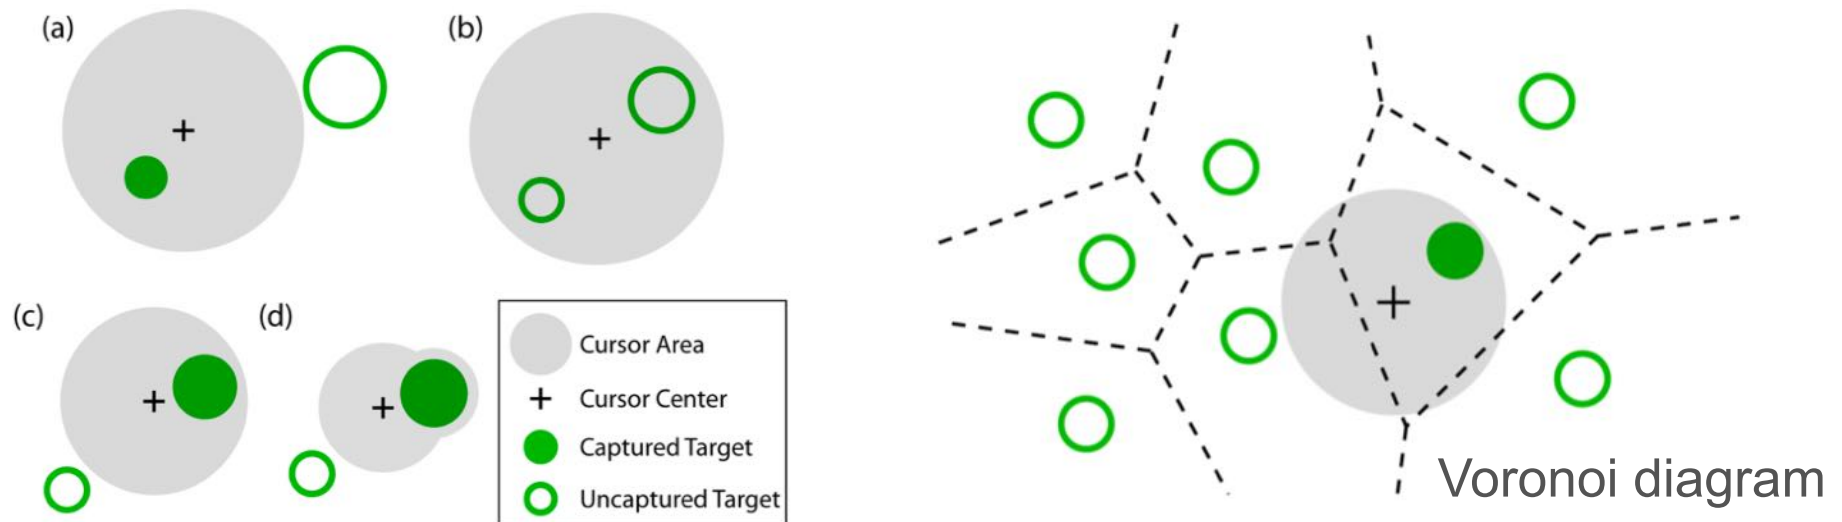 (a)
(b)
(c)
(d)
Cursor Area
Cursor Center
Captured Target
Uncaptured Target
Voronoi diagram